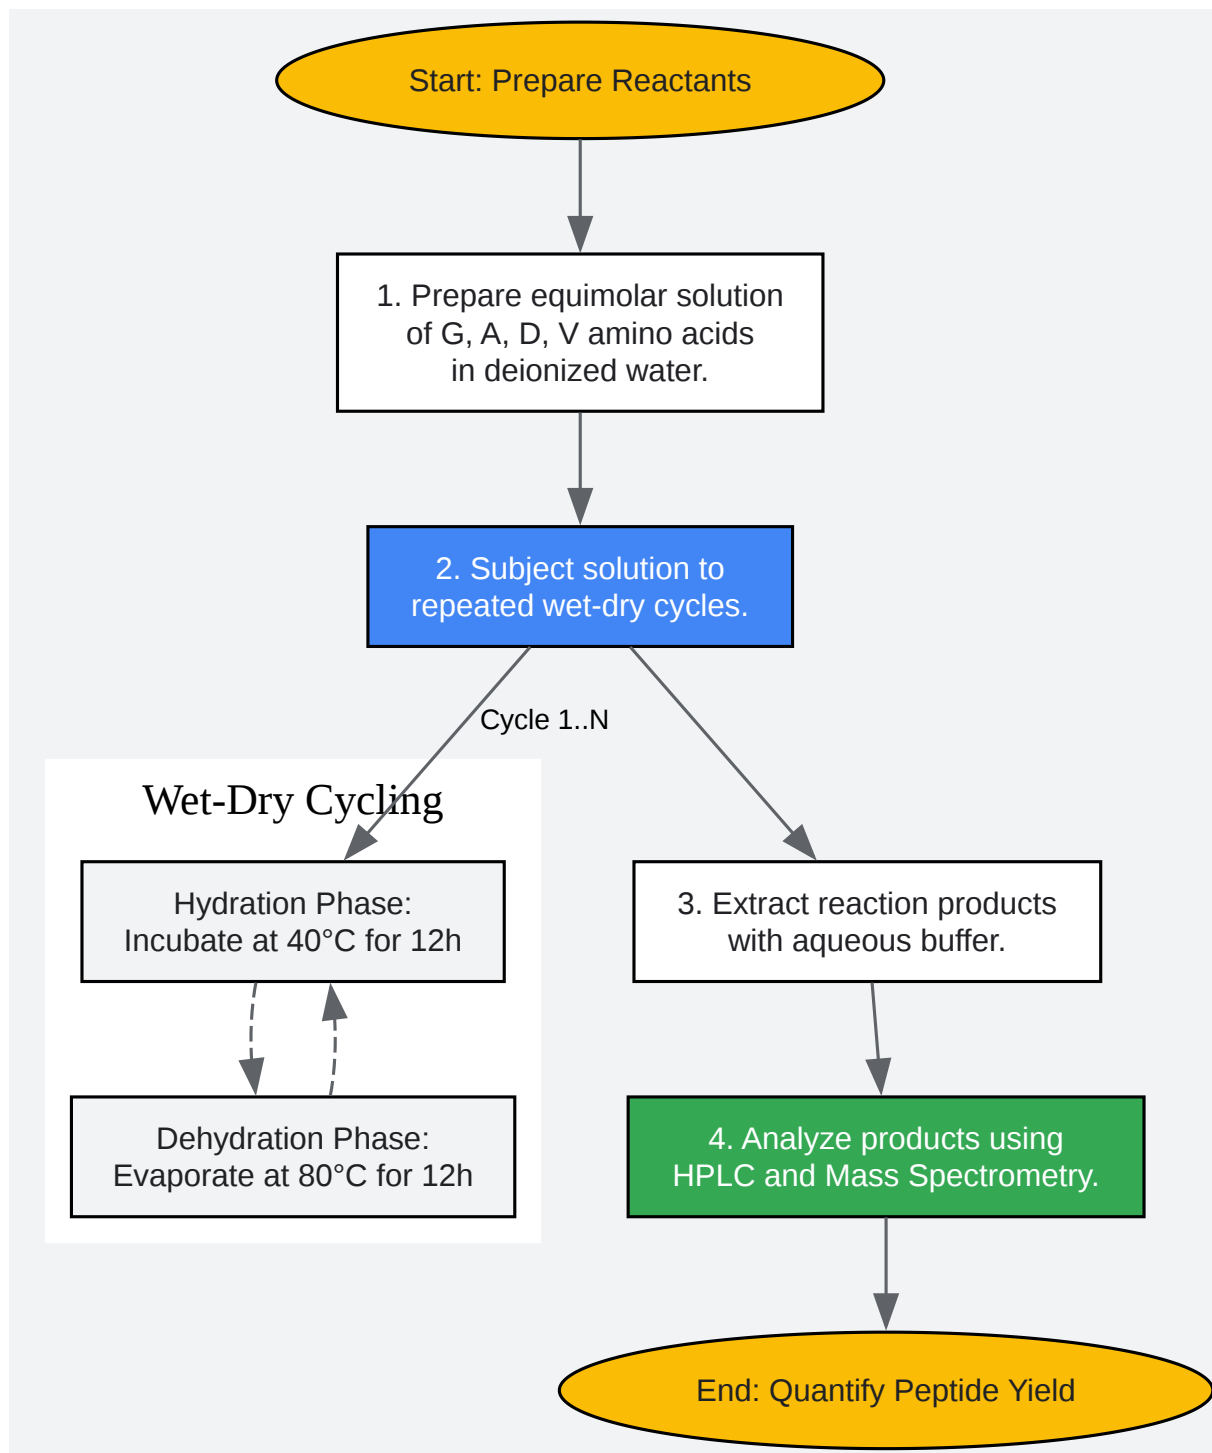 Start: Prepare Reactants
1. Prepare equimolar solution
of G, A, D, V amino acids
in deionized water.
2. Subject solution to
repeated wet-dry cycles.
Cycle 1..N
Wet-Dry Cycling
Hydration Phase:
Incubate at 40°C for 12h
Dehydration Phase:
Evaporate at 80°C for 12h
3. Extract reaction products
with aqueous buffer.
4. Analyze products using
HPLC and Mass Spectrometry.
End: Quantify Peptide Yield